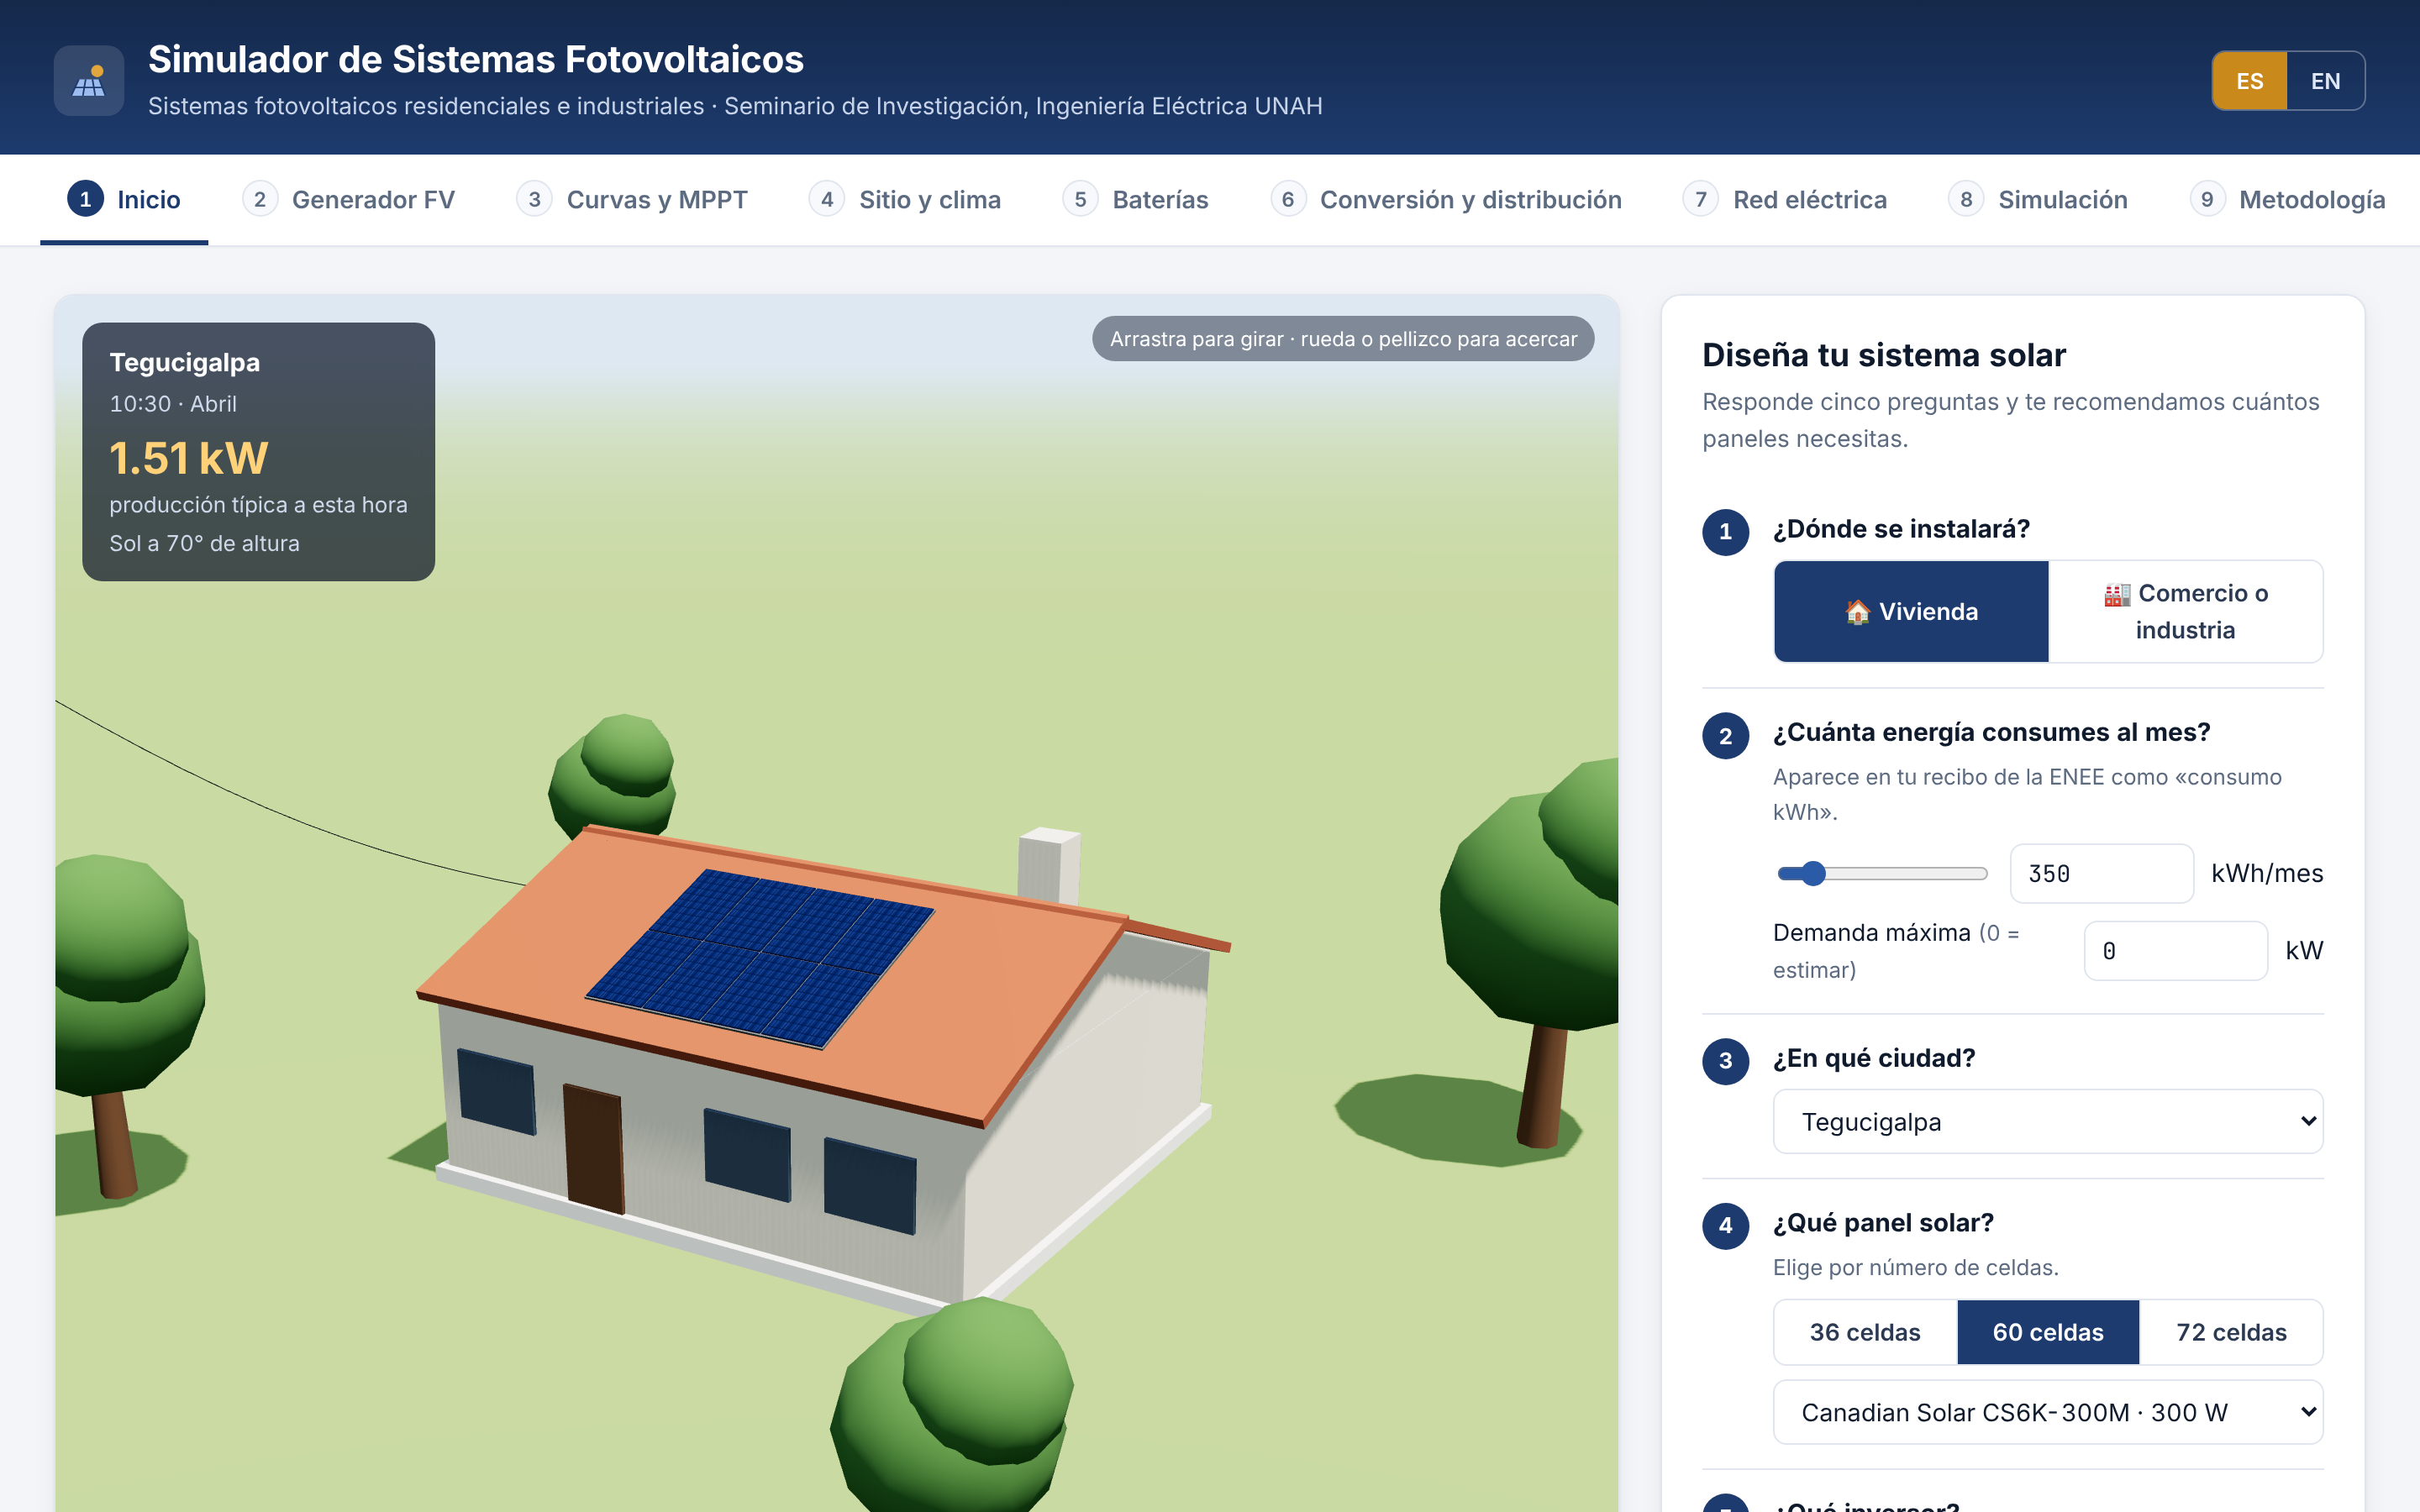 Simulador de Sistemas Fotovoltaicos
Sistemas fotovoltaicos residenciales e industriales · Seminario de Investigación, Ingeniería Eléctrica UNAH
ES
EN
1 Inicio
2 Generador FV
3 Curvas y MPPT
4 Sitio y clima
5 Baterías
6 Conversión y distribución
7 Red eléctrica
8 Simulación
9 Metodología
Tegucigalpa
10:30 · Abril
1.51 kW
producción típica a esta hora
Sol a 70° de altura
Arrastra para girar · rueda o pellizco para acercar
Diseña tu sistema solar
Responde cinco preguntas y te recomendamos cuántos
paneles necesitas.
1 ¿Dónde se instalará?
Vivienda
Comercio o
industria
2 ¿Cuánta energía consumes al mes?
Aparece en tu recibo de la ENEE como «consumo
kWh».
350 kWh/mes
Demanda máxima (0 =
estimar)
0 kW
3 ¿En qué ciudad?
Tegucigalpa
4 ¿Qué panel solar?
Elige por número de celdas.
36 celdas
60 celdas
72 celdas
Canadian Solar CS6K-300M · 300 W
5 ¿Qué inversor?